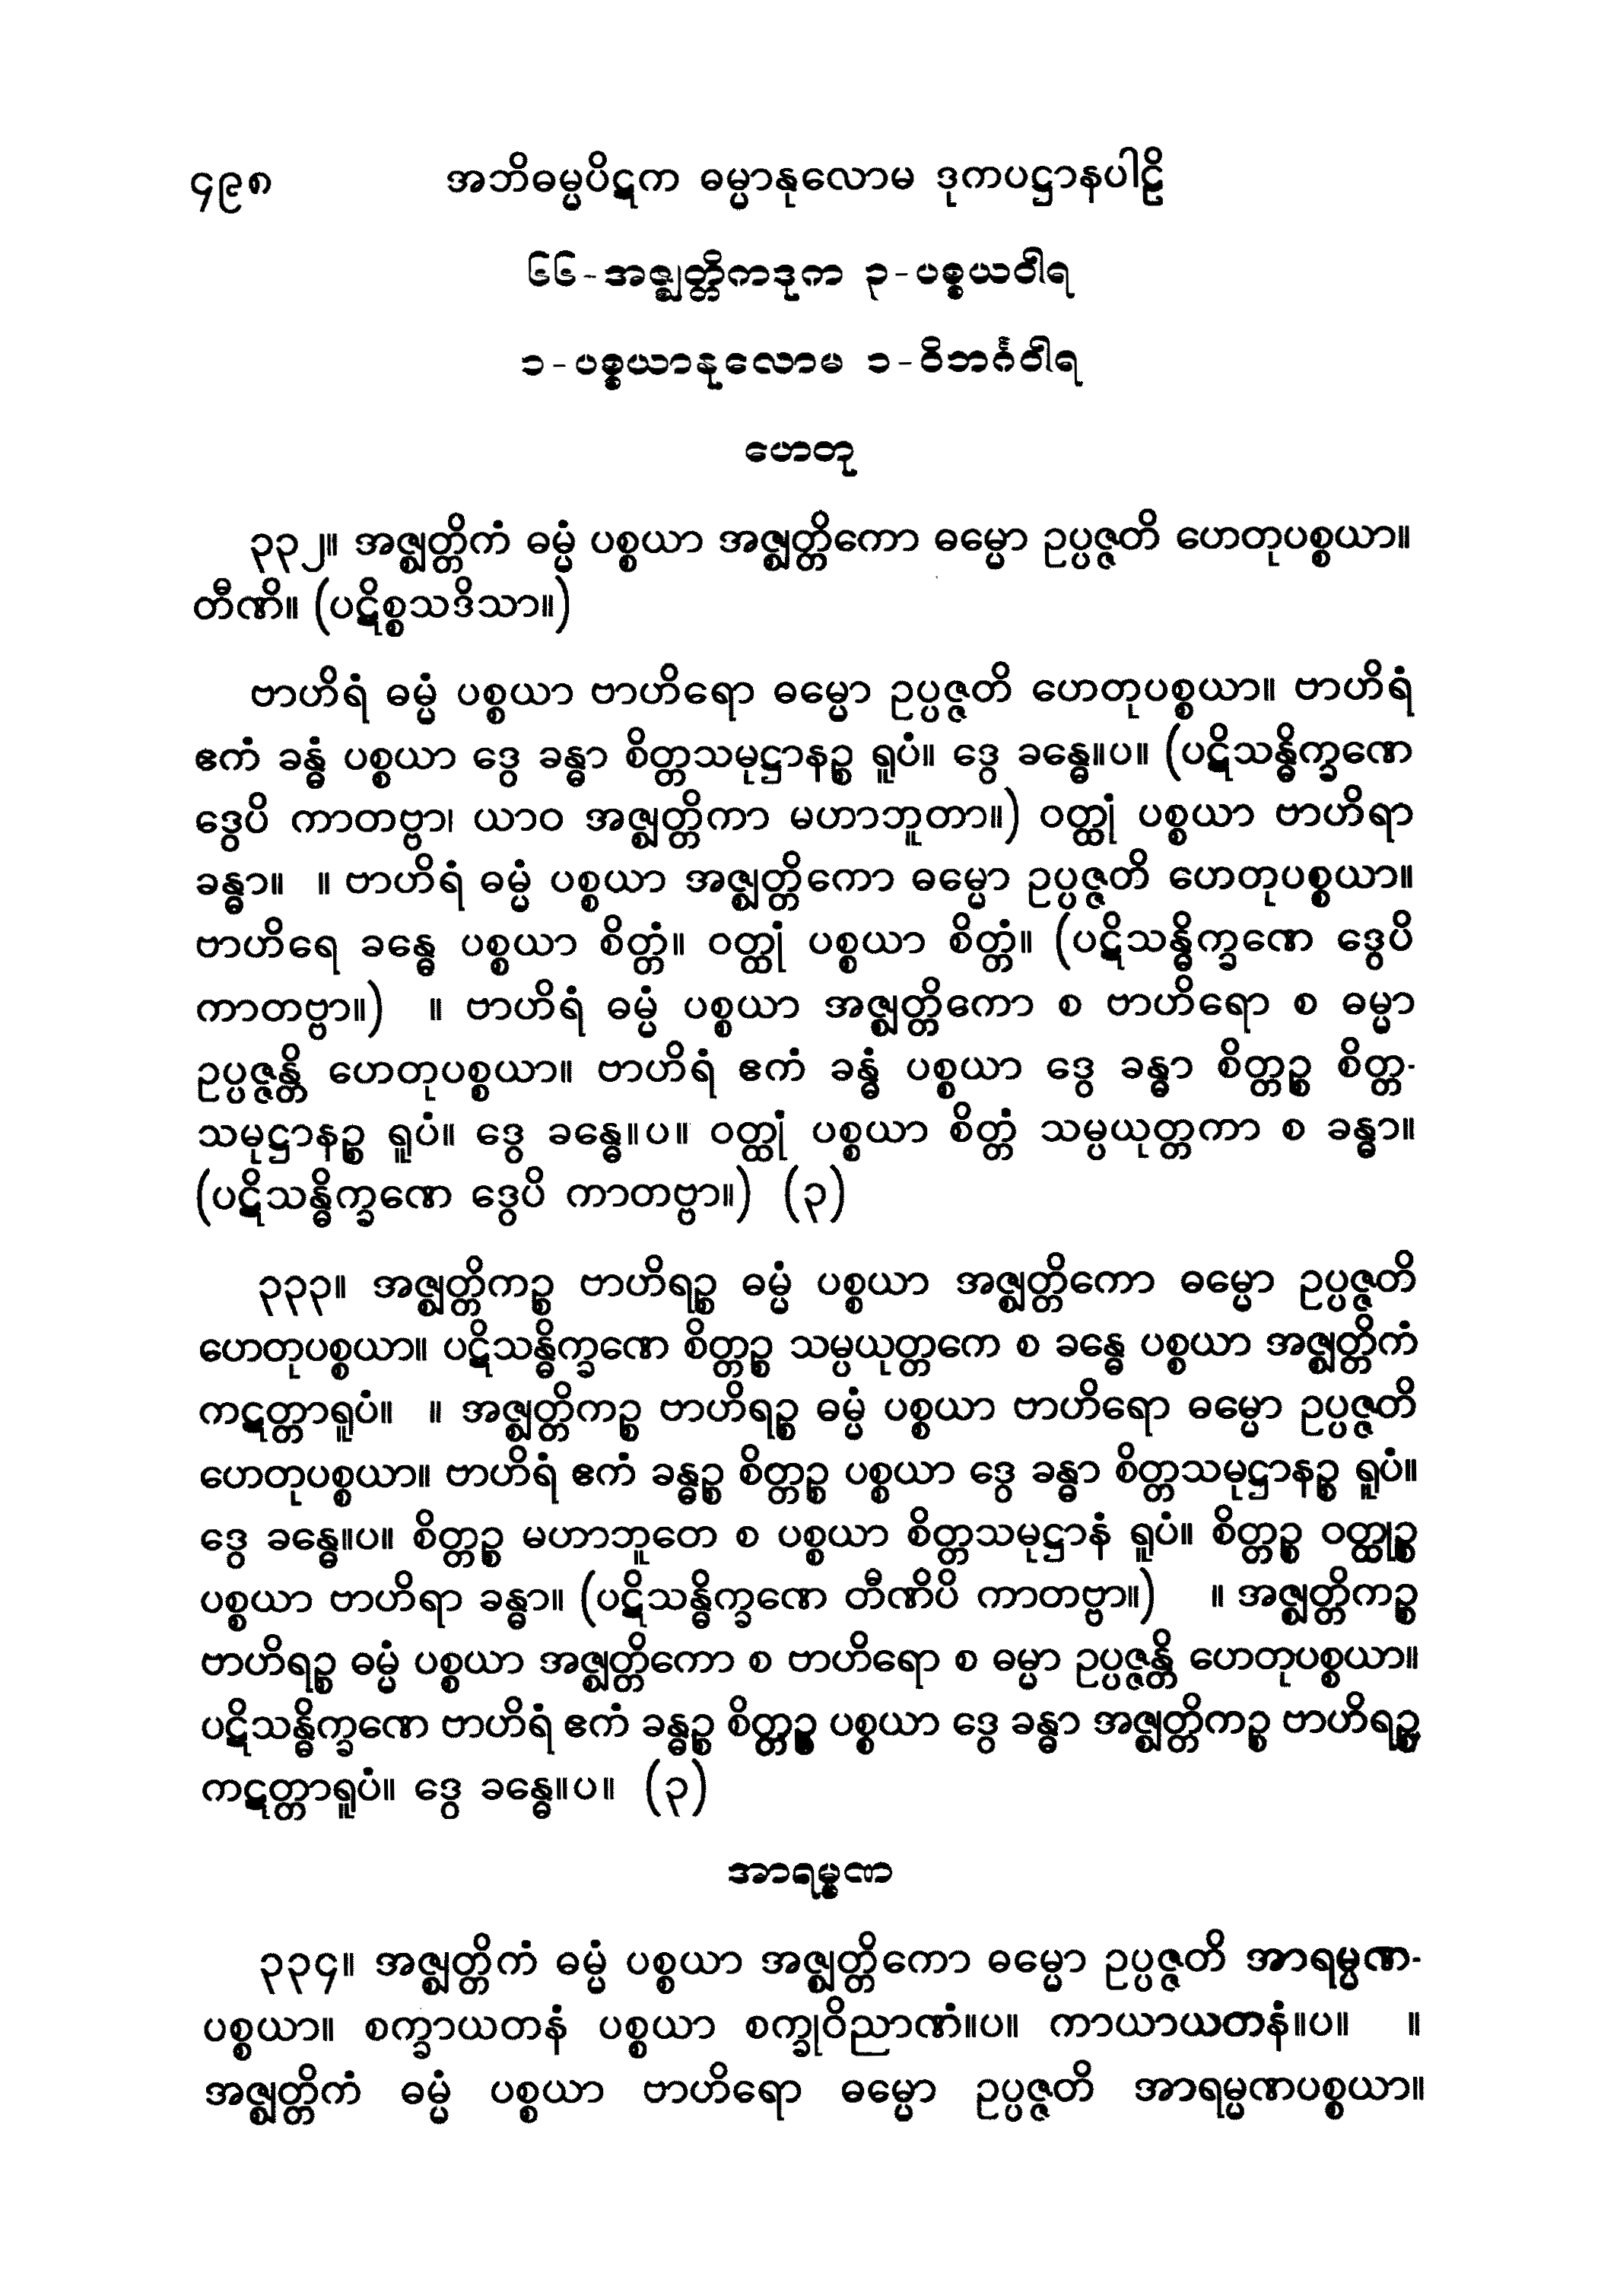 ၄၉၈ အဘိဓမ္မပိဋက ဓမ္မာနုလောမ ဒုကပဋ္ဌာနပါဠိ
၆၆-အဇ္ဈတ္တိကဒုက ၃-ပစ္စယဝါရ
၁-ပစ္စယာနုလောမ ၁-ဝိဘင်္ဂဝါရ
ဟေတု
၃၃၂။ အဇ္ဈတ္တိကံ ဓမ္မံ ပစ္စယာ အဇ္ဈတ္တိကော ဓမ္မော ဥပ္ပဇ္ဇတိ ဟေတုပစ္စယာ။
တီဏိ။ (ပဋိစ္စသဒိသာ။)
ဗာဟိရံ ဓမ္မံ ပစ္စယာ ဗာဟိရော ဓမ္မော ဥပ္ပဇ္ဇတိ ဟေတုပစ္စယာ။ ဗာဟိရံ
ဧကံ ခန္ဓံ ပစ္စယာ ဒွေ ခန္ဓာ စိတ္တသမုဋ္ဌာနဉ္စ ရူပံ။ ဒွေ ခန္ဓေ။ပ။ (ပဋိသန္ဓိက္ခဏေ
ဒွေပိ ကာတဗ္ဗာ၊ ယာဝ အဇ္ဈတ္တိကာ မဟာဘူတာ။) ဝတ္ထုံ ပစ္စယာ ဗာဟိရာ
ခန္ဓာ။ ။ ဗာဟိရံ ဓမ္မံ ပစ္စယာ အဇ္ဈတ္တိကော ဓမ္မော ဥပ္ပဇ္ဇတိ ဟေတုပစ္စယာ။
ဗာဟိရေ ခန္ဓေ ပစ္စယာ စိတ္တံ။ ဝတ္ထုံ ပစ္စယာ စိတ္တံ။ (ပဋိသန္ဓိက္ခဏေ ဒွေပိ
ကာတဗ္ဗာ။) ။ ဗာဟိရံ ဓမ္မံ ပစ္စယာ အဇ္ဈတ္တိကော စ ဗာဟိရော စ ဓမ္မာ
ဥပ္ပဇ္ဇန္တိ ဟေတုပစ္စယာ။ ဗာဟိရံ ဧကံ ခန္ဓံ ပစ္စယာ ဒွေ ခန္ဓာ စိတ္တဉ္စ စိတ္တ-
သမုဋ္ဌာနဉ္စ ရူပံ။ ဒွေ ခန္ဓေ။ပ။ ဝတ္ထုံ ပစ္စယာ စိတ္တံ သမ္ပယုတ္တကာ စ ခန္ဓာ။
(ပဋိသန္ဓိက္ခဏေ ဒွေပိ ကာတဗ္ဗာ။) (၃)
၃၃၃။ အဇ္ဈတ္တိကဉ္စ ဗာဟိရဉ္စ ဓမ္မံ ပစ္စယာ အဇ္ဈတ္တိကော ဓမ္မော ဥပ္ပဇ္ဇတိ
ဟေတုပစ္စယာ။ ပဋိသန္ဓိက္ခဏေ စိတ္တဉ္စ သမ္ပယုတ္တကေ စ ခန္ဓေ ပစ္စယာ အဇ္ဈတ္တိကံ
ကဋတ္တာရူပံ။ ။ အဇ္ဈတ္တိကဉ္စ ဗာဟိရဉ္စ ဓမ္မံ ပစ္စယာ ဗာဟိရော ဓမ္မော ဥပ္ပဇ္ဇတိ
ဟေတုပစ္စယာ။ ဗာဟိရံ ဧကံ ခန္ဓဉ္စ စိတ္တဉ္စ ပစ္စယာ ဒွေ ခန္ဓာ စိတ္တသမုဋ္ဌာနဉ္စ ရူပံ။
ဒွေ ခန္ဓေ။ပ။ စိတ္တဉ္စ မဟာဘူတေ စ ပစ္စယာ စိတ္တသမုဋ္ဌာနံ ရူပံ။ စိတ္တဉ္စ ဝတ္ထုဉ္စ
ပစ္စယာ ဗာဟိရာ ခန္ဓာ။ (ပဋိသန္ဓိက္ခဏေ တီဏိပိ ကာတဗ္ဗာ။) ။ အဇ္ဈတ္တိကဉ္စ
ဗာဟိရဉ္စ ဓမ္မံ ပစ္စယာ အဇ္ဈတ္တိကော စ ဗာဟိရော စ ဓမ္မာ ဥပ္ပဇ္ဇန္တိ ဟေတုပစ္စယာ။
ပဋိသန္ဓိက္ခဏေ ဗာဟိရံ ဧကံ ခန္ဓဉ္စ စိတ္တဉ္စ ပစ္စယာ ဒွေ ခန္ဓာ အဇ္ဈတ္တိကဉ္စ ဗာဟိရဉ္စ
ကဋတ္တာရူပံ။ ဒွေ ခန္ဓေ။ပ။ (၃)
အာရမ္မဏ
၃၃၄။ အဇ္ဈတ္တိကံ ဓမ္မံ ပစ္စယာ အဇ္ဈတ္တိကော ဓမ္မော ဥပ္ပဇ္ဇတိ အာရမ္မဏ-
ပစ္စယာ။ စက္ခာယတနံ ပစ္စယာ စက္ခုဝိညာဏံ။ပ။ ကာယာယတနံ။ပ။ ။
အဇ္ဈတ္တိကံ ဓမ္မံ ပစ္စယာ ဗာဟိရော ဓမ္မော ဥပ္ပဇ္ဇတိ အာရမ္မဏပစ္စယာ။